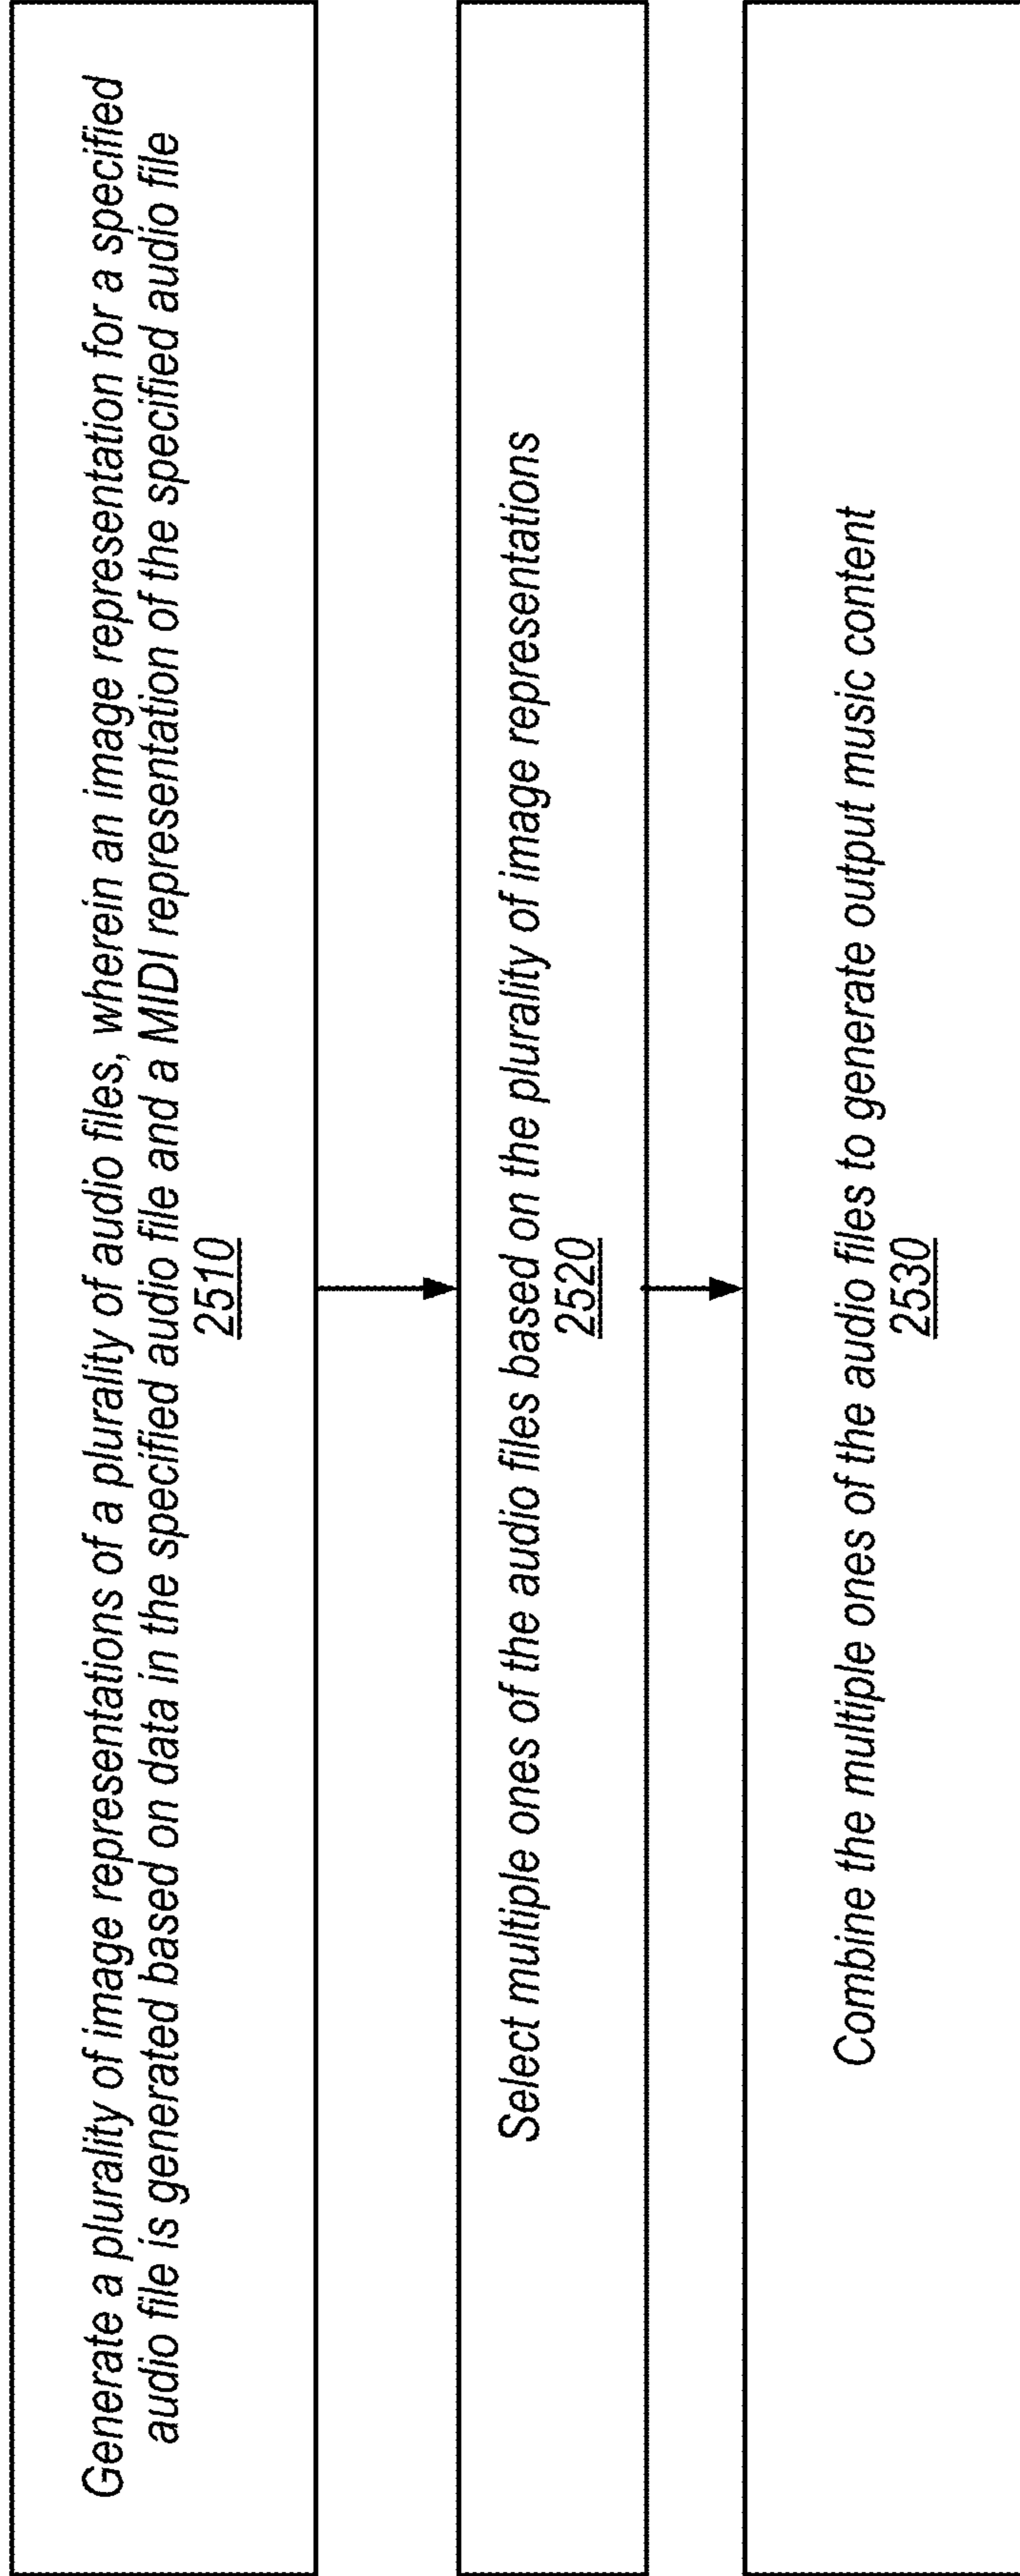 Generate a plurality of image representations of a plurality of audio files, wherein an image representation for a specified
audio file is generated based on data in the specified audio file and a MIDI representation of the specified audio file
2510
Select multiple ones of the audio files based on the plurality of image representations
2520
Combine the multiple ones of the audio files to generate output music content
2530